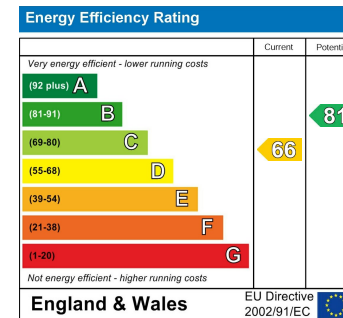 Energy Efficiency Rating
Current
Very energy efficient - lower running costs
(92 plus) A
(81-91) B
81
(69-80) C
66
(55-68) D
(39-54) E
(21-38) F
(1-20) G
Not energy efficient - higher running costs
England & Wales
EU Directive
2002/91/EC